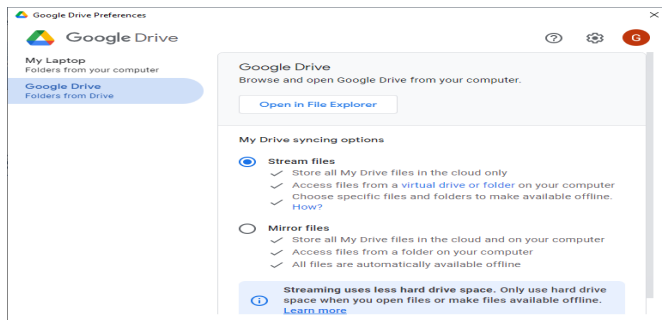 Google Drive Preferences
Google Drive
G
My Laptop
Folders from your computer
Google Drive
Folders from Drive
Google Drive
Browse and open Google Drive from your computer.
Open in File Explorer
My Drive syncing options
Stream files
Store all My Drive files in the cloud only
Access files from a virtual drive or folder on your computer
Choose specific files and folders to make available offline.
How?
Mirror files
Store all My Drive files in the cloud and on your computer
Access files from a folder on your computer
All files are automatically available offline
Streaming uses less hard drive space. Only use hard drive
space when you open files or make files available offline.
Learn more